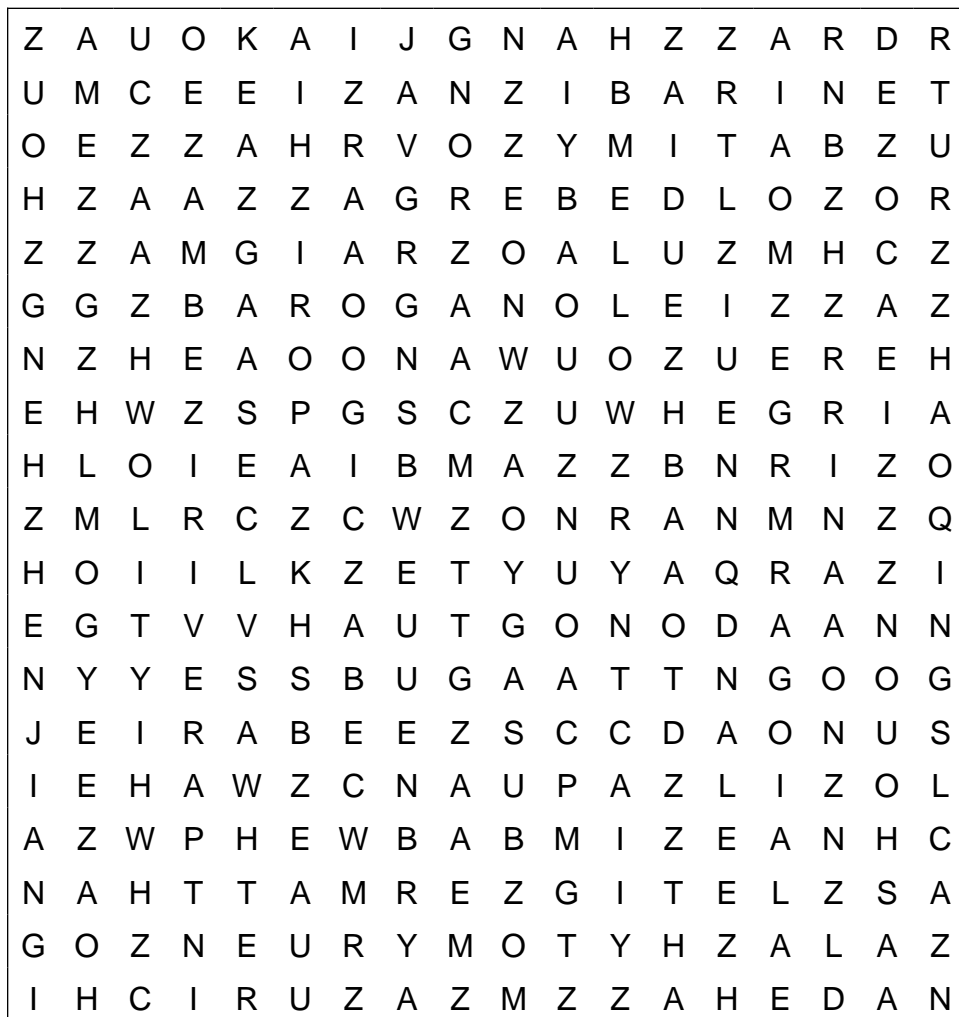 Z A U O K A I J G N A H Z Z A R D R
U M C E E I Z A N Z I B A R I N E T
O E Z Z A H R V O Z Y M I T A B Z U
H Z A A Z Z A G R E B E D L O Z O R
Z Z A M G I A R Z O A L U Z M H C Z
G G Z B A R O G A N O L E I Z Z A Z
N Z H E A O O N A W U O Z U E R E H
E H W Z S P G S C Z U W H E G R I A
H L O I E A I B M A Z Z B N R I Z O
Z M L R C Z C W Z O N R A N M N Z Q
H O I I L K Z E T Y U Y A Q R A Z I
E G T V V H A U T G O N O D A A N N
N Y Y E S S B U G A A T T N G O O G
J E I R A B E E Z S C C D A O N U S
I E H A W Z C N A U P A Z L I Z O L
A Z W P H E W B A B M I Z E A N H C
N A H T T A M R E Z G I T E L Z S A
G O Z N E U R Y M O T Y H Z A L A Z
I H C I R U Z A Z M Z Z A H E D A N